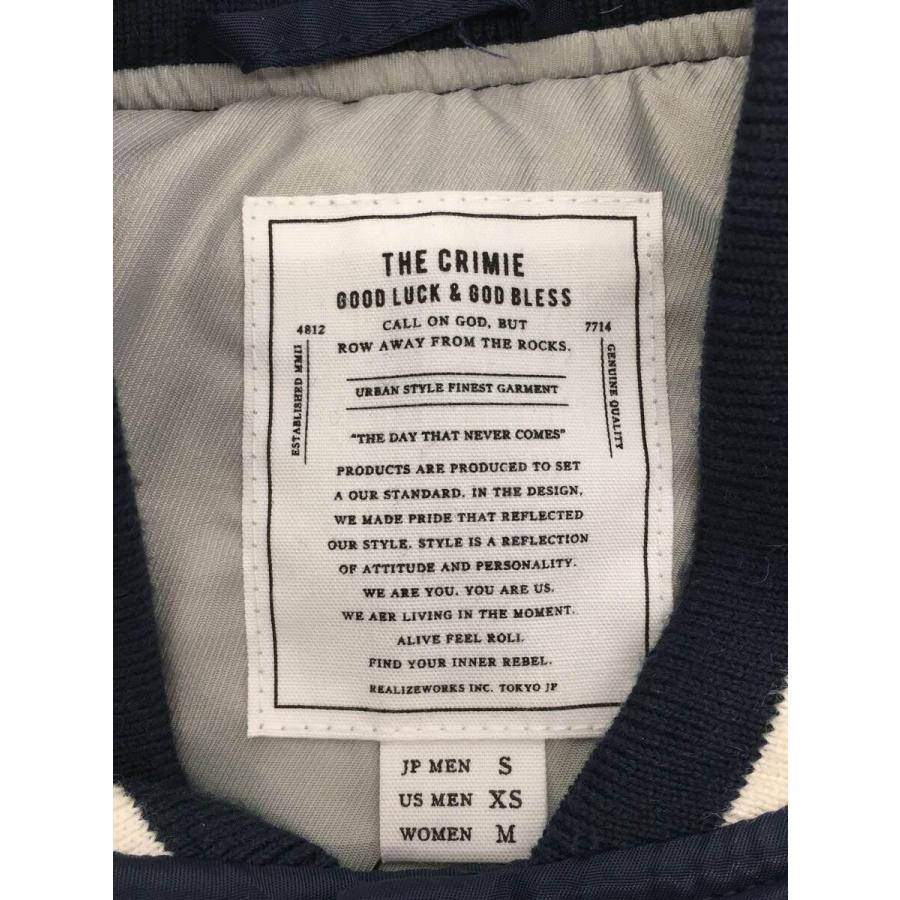 THE CRIMIE
GOOD LUCK & GOD BLESS
4812
CALL ON GOD, BUT
7714
ROW AWAY FROM THE ROCKS.
ESTABLISHED MMII
GENUINE QUALITY
URBAN STYLE FINEST GARMENT
"THE DAY THAT NEVER COMES"
PRODUCTS ARE PRODUCED TO SET
A OUR STANDARD. IN THE DESIGN,
WE MADE PRIDE THAT REFLECTED
OUR STYLE. STYLE IS A REFLECTION
OF ATTITUDE AND PERSONALITY.
WE ARE YOU. YOU ARE US.
WE AER LIVING IN THE MOMENT.
ALIVE FEEL ROLL
FIND YOUR INNER REBEL.
REALIZEWORKS INC. TOKYO JP
JP MEN S
US MEN XS
WOMEN M